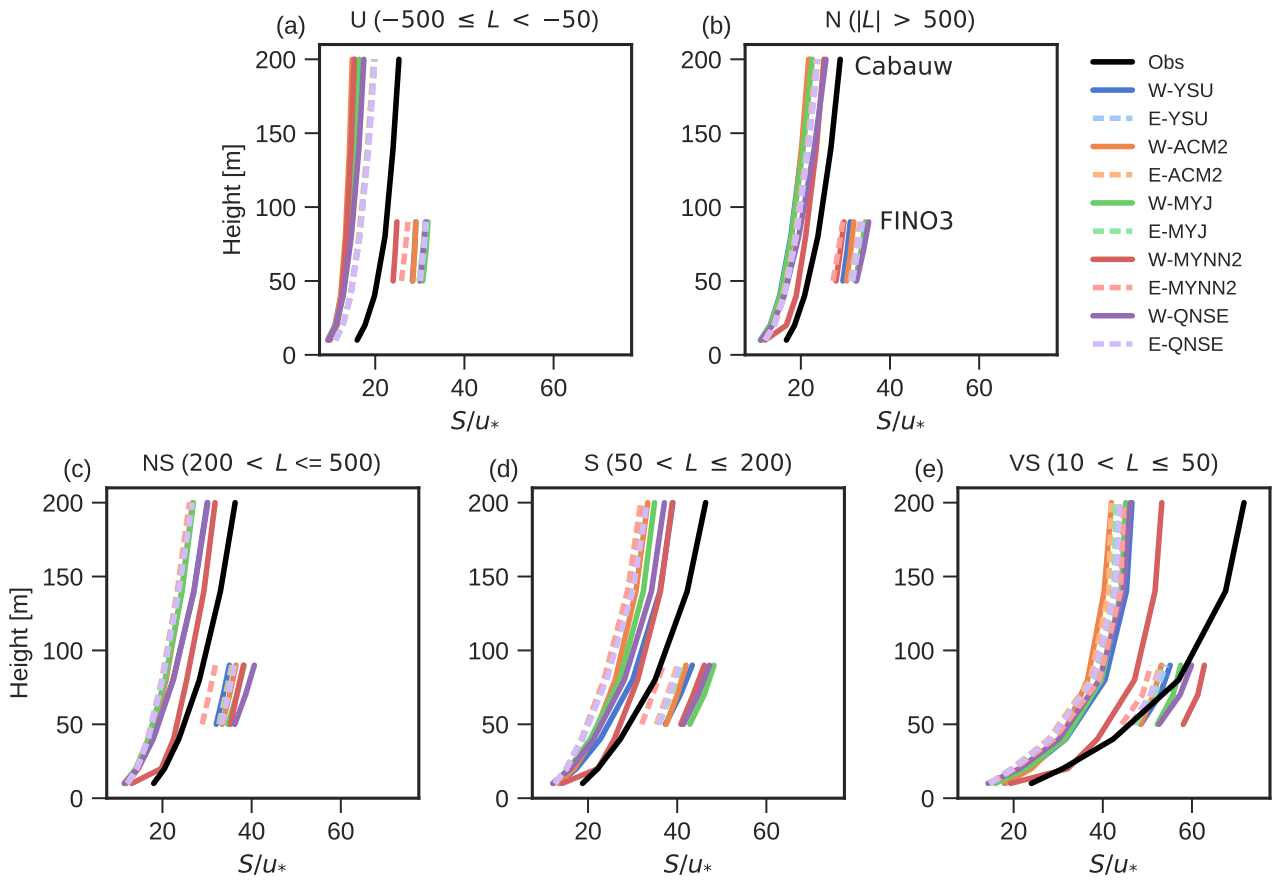 (a) U (−500 ≤ L < −50)
200
150
100
50
0
Height [m]
20 40 60
S/u*
(b) N (|L| > 500)
Cabauw
FINO3
200
150
100
50
0
20 40 60
S/u*
Obs
W-YSU
E-YSU
W-ACM2
E-ACM2
W-MYJ
E-MYJ
W-MYNN2
E-MYNN2
W-QNSE
E-QNSE
(c) NS (200 < L <= 500)
200
150
100
50
0
Height [m]
20 40 60
S/u*
(d) S (50 < L ≤ 200)
200
150
100
50
0
20 40 60
S/u*
(e) VS (10 < L ≤ 50)
200
150
100
50
0
20 40 60
S/u*